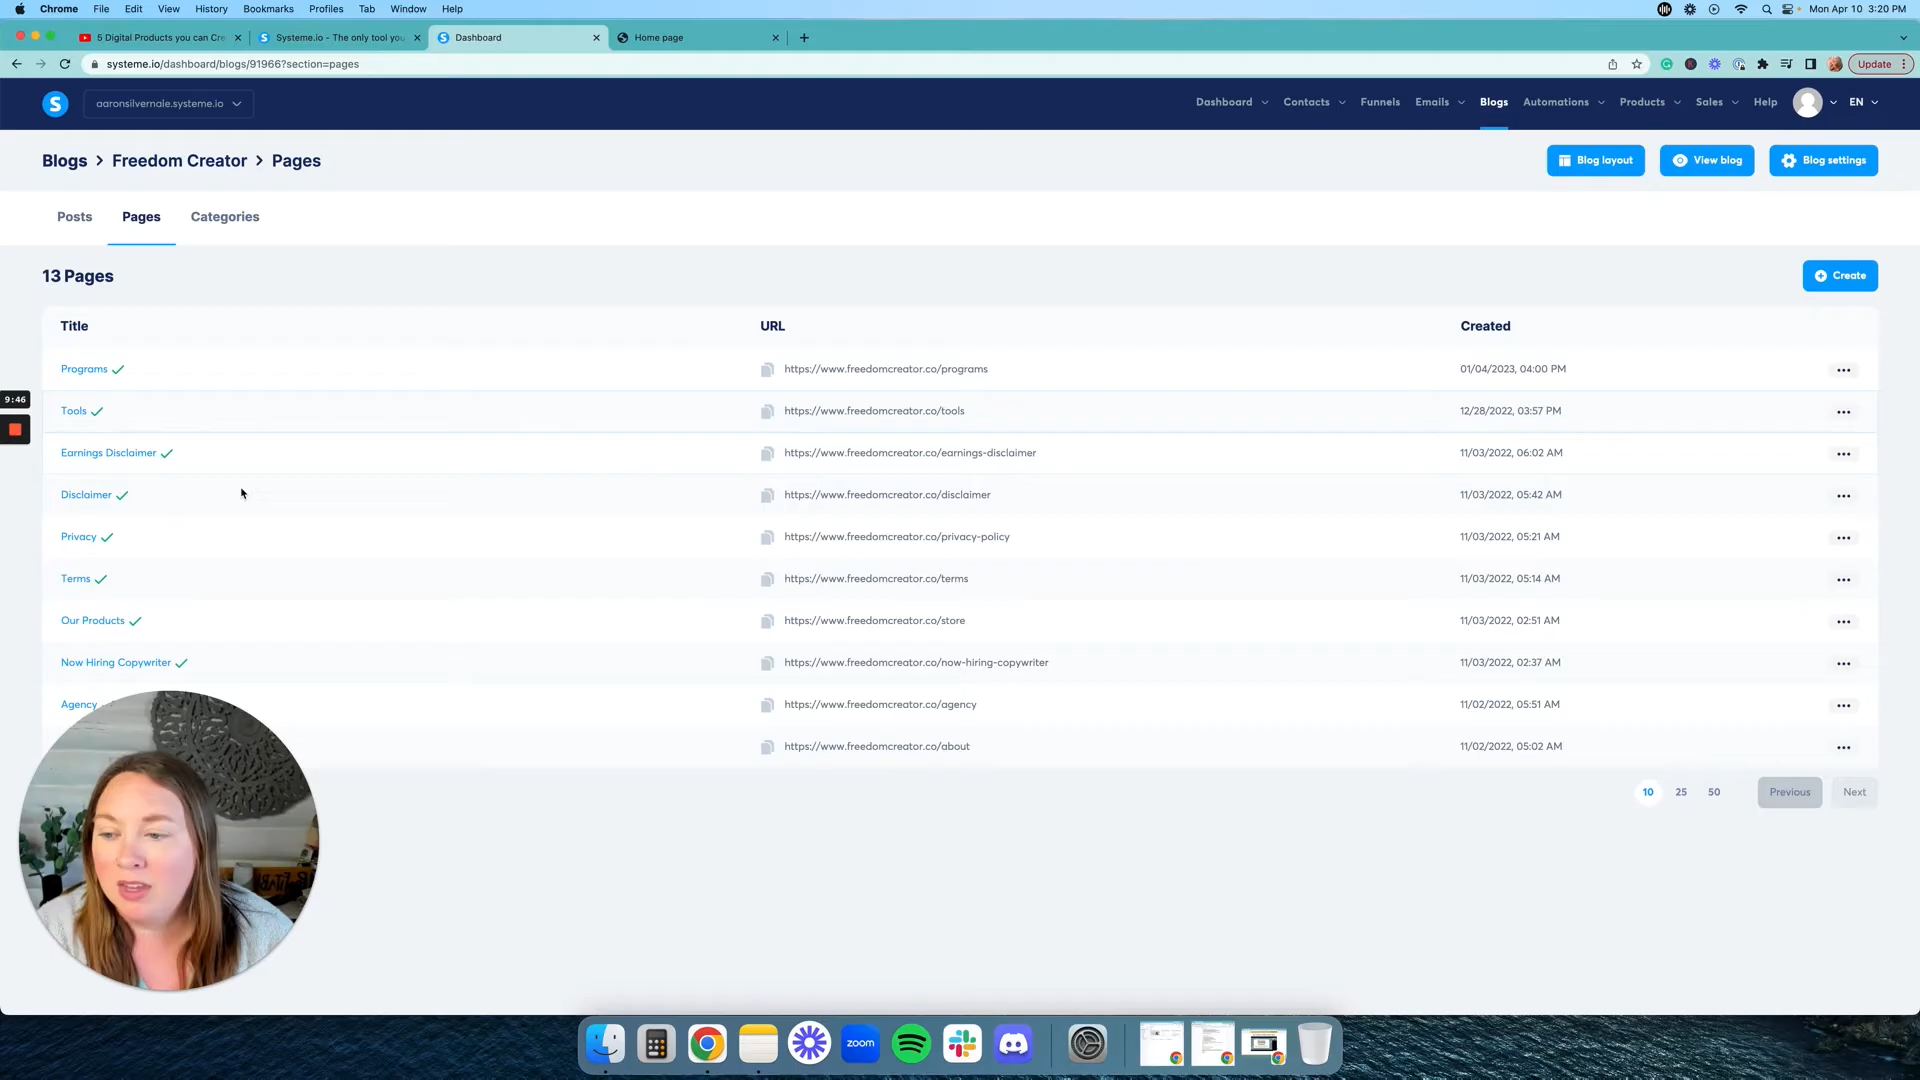 Chrome File Edit View History Bookmarks Profiles Tab Window Help Mon Apr 10 3:20 PM
5 Digital Products you can Cre Systeme.io - The only tool you Dashboard Home page
systeme.io/dashboard/blogs/91966?section=pages Update
S aaronsilvernale.systeme.io Dashboard Contacts Funnels Emails Blogs Automations Products Sales Help EN
Blogs > Freedom Creator > Pages Blog layout View blog Blog settings
Posts Pages Categories
13 Pages Create
Title URL Created
Programs https://www.freedomcreator.co/programs 01/04/2023, 04:00 PM
9:46
Tools https://www.freedomcreator.co/tools 12/28/2022, 03:57 PM
Earnings Disclaimer https://www.freedomcreator.co/earnings-disclaimer 11/03/2022, 06:02 AM
Disclaimer https://www.freedomcreator.co/disclaimer 11/03/2022, 05:42 AM
Privacy https://www.freedomcreator.co/privacy-policy 11/03/2022, 05:21 AM
Terms https://www.freedomcreator.co/terms 11/03/2022, 05:14 AM
Our Products https://www.freedomcreator.co/store 11/03/2022, 02:51 AM
Now Hiring Copywriter https://www.freedomcreator.co/now-hiring-copywriter 11/03/2022, 02:37 AM
Agency https://www.freedomcreator.co/agency 11/02/2022, 05:51 AM
https://www.freedomcreator.co/about 11/02/2022, 05:02 AM
10 25 50 Previous Next
zoom